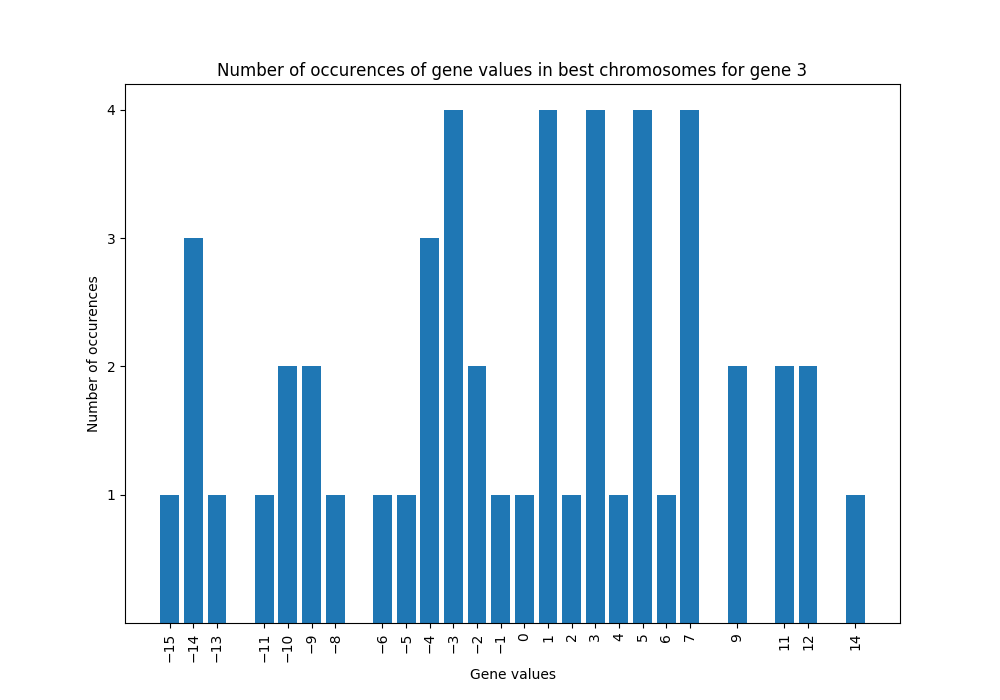 Number of occurences of gene values in best chromosomes for gene 3
4
3
2
1
Number of occurences
−15 −14 −13 −11 −10 −9 −8 −6 −5 −4 −3 −2 −1 0 1 2 3 4 5 6 7 9 11 12 14
Gene values